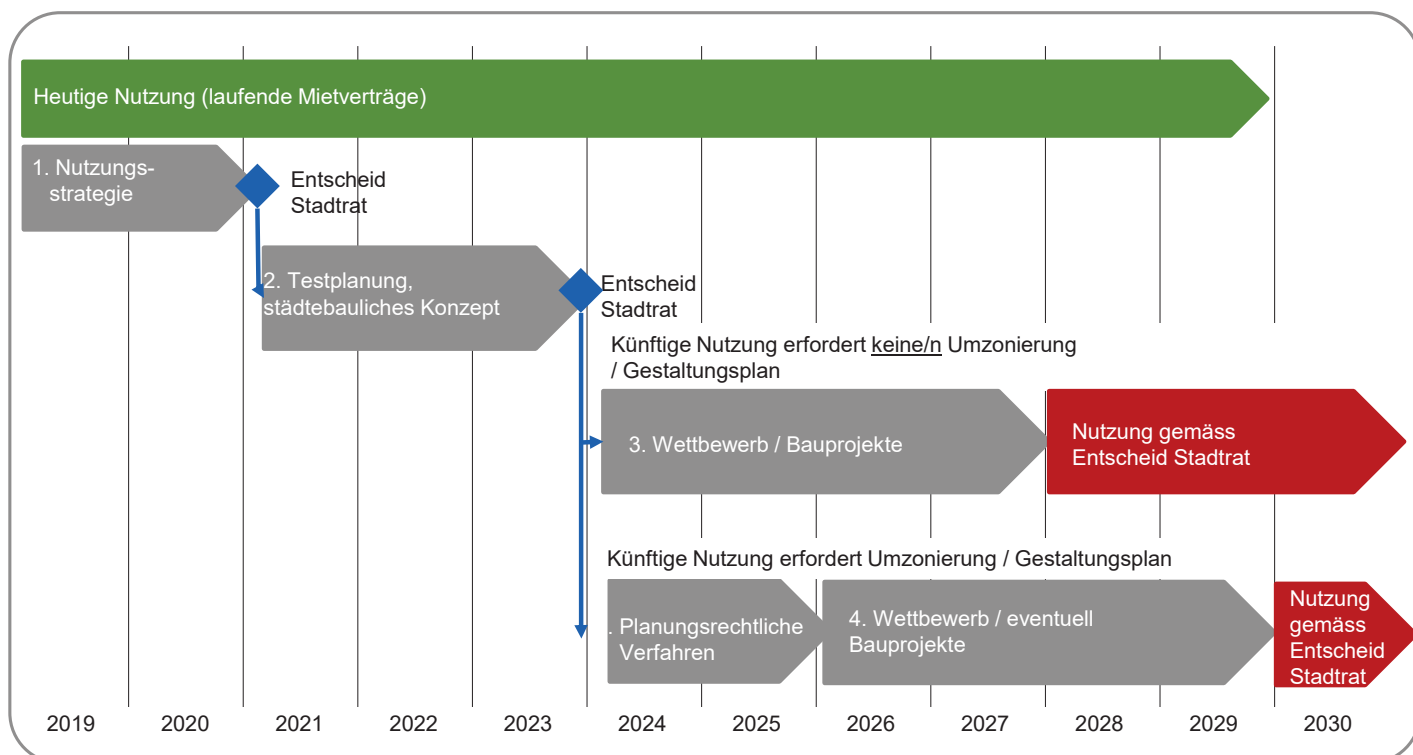 Heutige Nutzung (laufende Mietverträge)
1. Nutzungs-
strategie
Entscheid
Stadtrat
2. Testplanung,
städtebauliches Konzept
Entscheid
Stadtrat
Künftige Nutzung erfordert keine/n Umzonierung
/ Gestaltungsplan
3. Wettbewerb / Bauprojekte
Nutzung gemäss
Entscheid Stadtrat
Künftige Nutzung erfordert Umzonierung / Gestaltungsplan
. Planungsrechtliche
Verfahren
4. Wettbewerb / eventuell
Bauprojekte
Nutzung
gemäss
Entscheid
Stadtrat
2019 2020 2021 2022 2023 2024 2025 2026 2027 2028 2029 2030